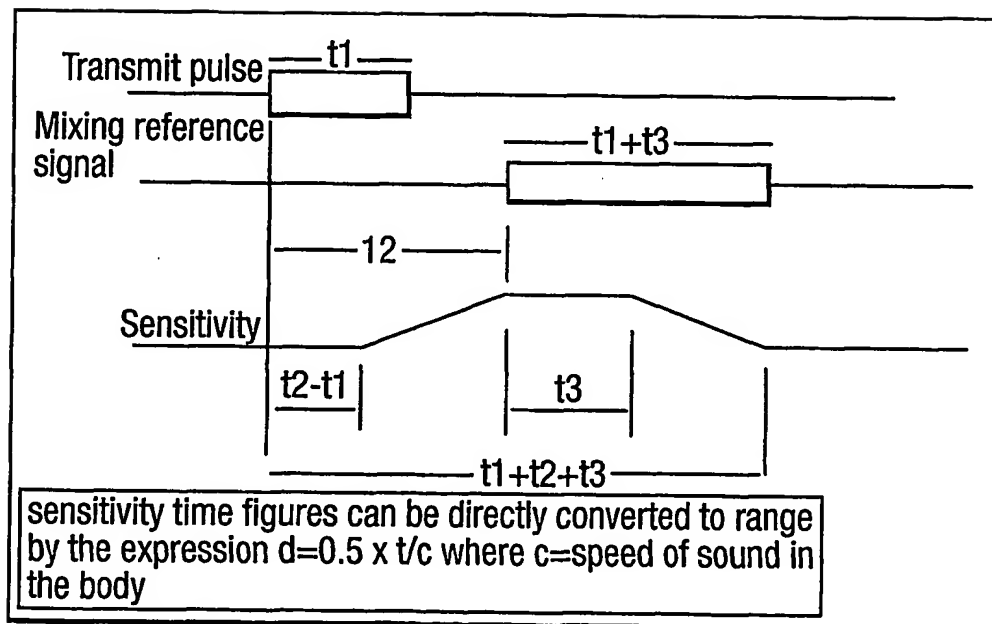 t1
Transmit pulse
Mixing reference
signal
t1+t3
12
Sensitivity
t2-t1
t3
t1+t2+t3
sensitivity time figures can be directly converted to range
by the expression d=0.5 x t/c where c=speed of sound in
the body